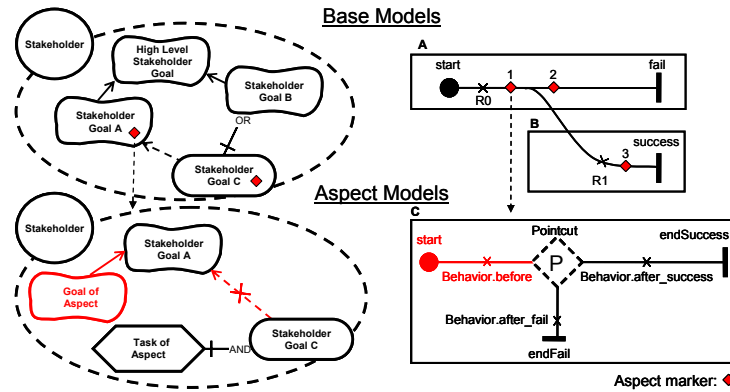 Base Models
Stakeholder
High Level
Stakeholder
Goal
Stakeholder
Goal B
Stakeholder
Goal A
OR
Stakeholder
Goal C
A
start
1
2
fail
R0
B
success
3
R1
Aspect Models
Stakeholder
Stakeholder
Goal A
Goal of
Aspect
Task of
Aspect
AND
Stakeholder
Goal C
C
start
Pointcut
endSuccess
P
Behavior.before
Behavior.after_success
Behavior.after_fail
endFail
Aspect marker: